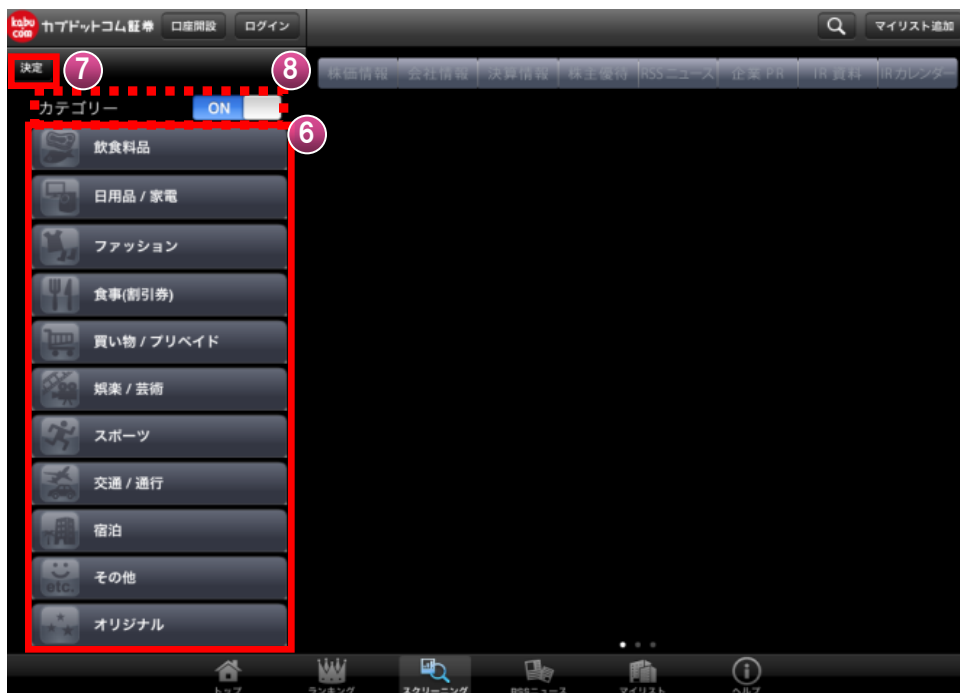 kabu
com
カブドットコム証券 口座開設 ログイン マイリスト追加
決定 ⑦ ⑧ 株価情報 会社情報 決算情報 株主優待 RSSニュース 企業PR IR資料 IRカレンダー
カテゴリー ON
⑥
飲食料品
日用品 / 家電
ファッション
食事(割引券)
買い物 / プリペイド
娯楽 / 芸術
スポーツ
交通 / 通行
宿泊
etc.
その他
オリジナル
トップ ランキング スクリーニング RSSニュース マイリスト ヘルプ